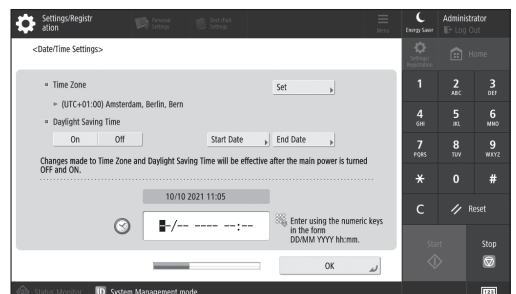 Settings/Registr
ation
Personal
Settings
Dest./Fwd.
Settings
Menu
Energy Saver
Administrator
Log Out
<Date/Time Settings>
Settings/
Registration
Home
Time Zone
Set
(UTC+01:00) Amsterdam, Berlin, Bern
Daylight Saving Time
On Off Start Date End Date
Changes made to Time Zone and Daylight Saving Time will be effective after the main power is turned
OFF and ON.
10/10 2021 11:05
-/-- ---- --:--
Enter using the numeric keys
in the form
DD/MM YYYY hh:mm.
OK
1 2 ABC 3 DEF
4 GHI 5 JKL 6 MNO
7 PQRS 8 TUV 9 WXYZ
* 0 #
C Reset
Start
Stop
Status Monitor
ID System Management mode
123